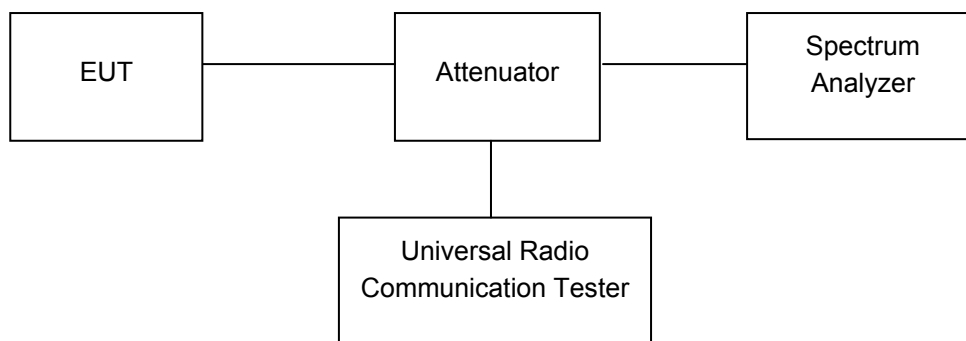 EUT
Attenuator
Spectrum
Analyzer
Universal Radio
Communication Tester